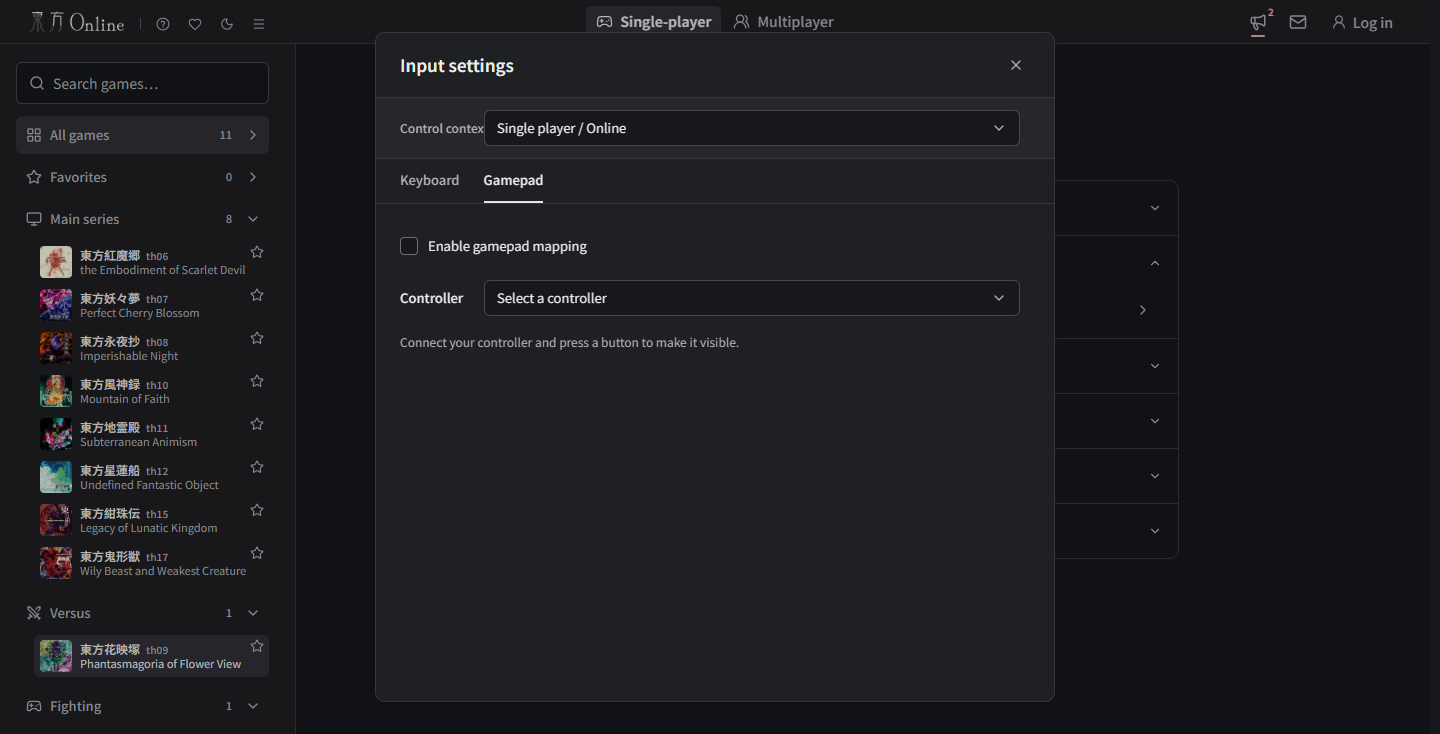 東方 Online
Single-player
Multiplayer
2
Log in
Search games…
All games 11
Favorites 0
Main series 8
東方紅魔郷 th06
the Embodiment of Scarlet Devil
東方妖々夢 th07
Perfect Cherry Blossom
東方永夜抄 th08
Imperishable Night
東方風神録 th10
Mountain of Faith
東方地霊殿 th11
Subterranean Animism
東方星蓮船 th12
Undefined Fantastic Object
東方紺珠伝 th15
Legacy of Lunatic Kingdom
東方鬼形獣 th17
Wily Beast and Weakest Creature
Versus 1
東方花映塚 th09
Phantasmagoria of Flower View
Fighting 1
Input settings
Control contex
Single player / Online
Keyboard Gamepad
Enable gamepad mapping
Controller
Select a controller
Connect your controller and press a button to make it visible.